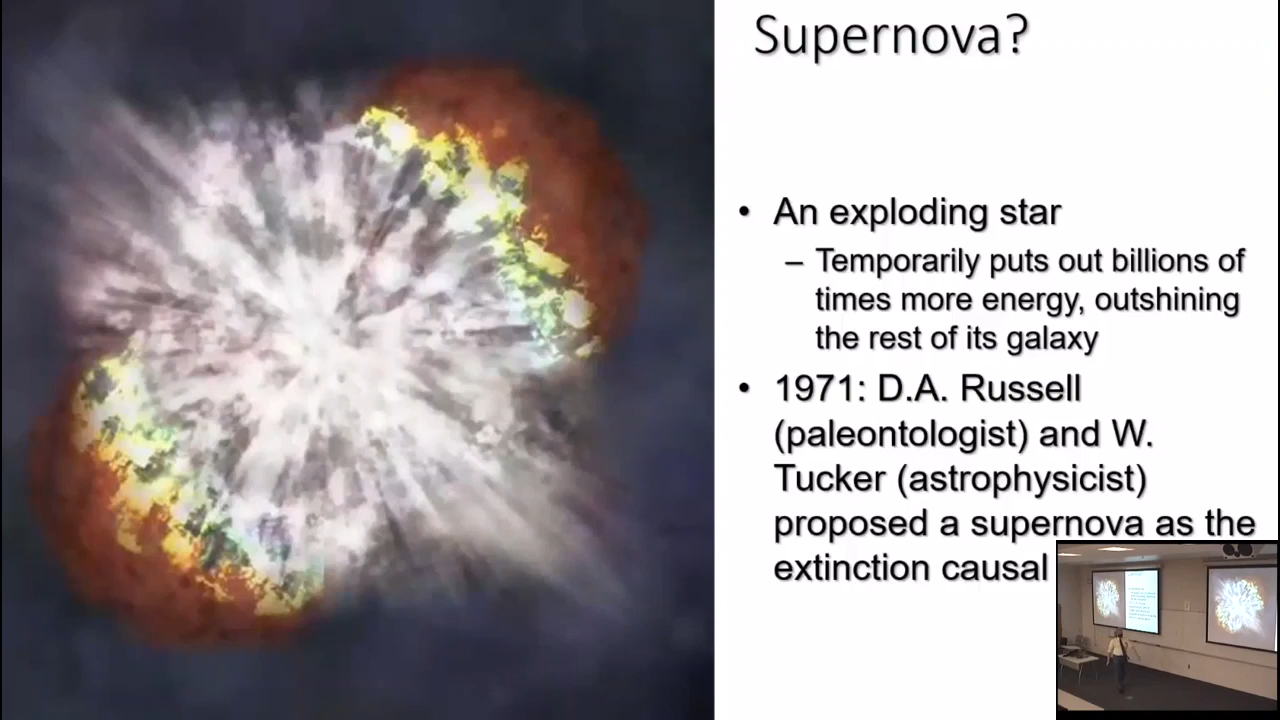 Supernova?
• An exploding star
– Temporarily puts out billions of
times more energy, outshining
the rest of its galaxy
• 1971: D.A. Russell
(paleontologist) and W.
Tucker (astrophysicist)
proposed a supernova as the
extinction causal